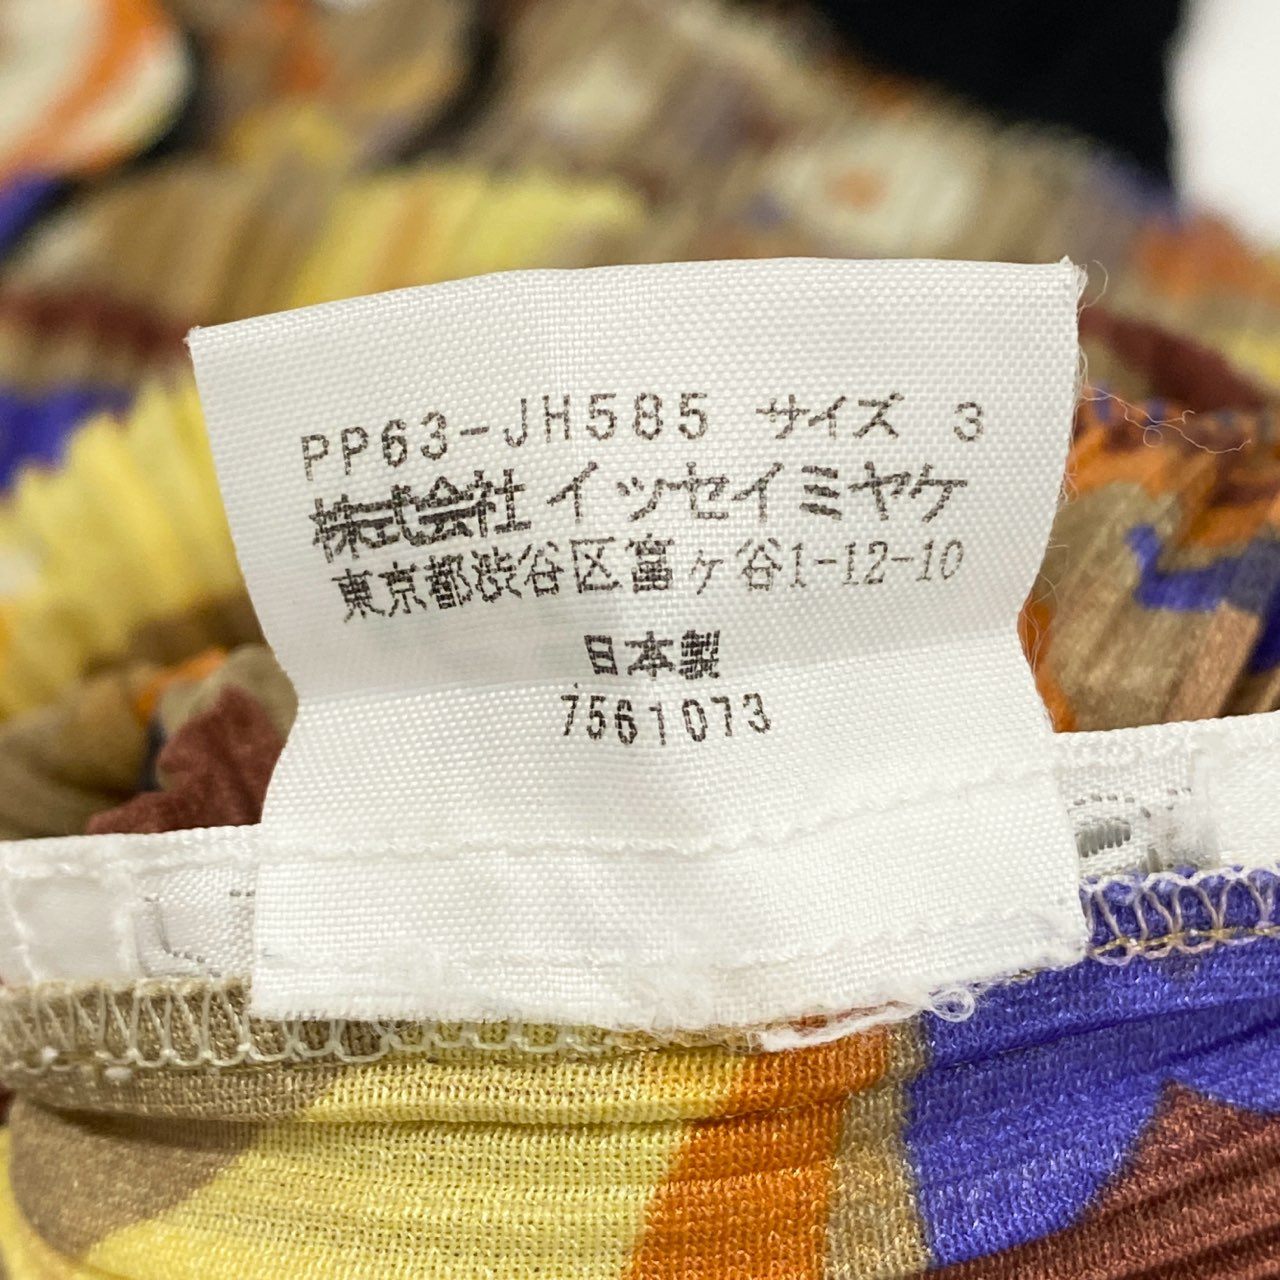 PP63-JH585 サイズ 3
株式会社 イッセイミヤケ
東京都渋谷区富ヶ谷1-12-10
日本製
7561073